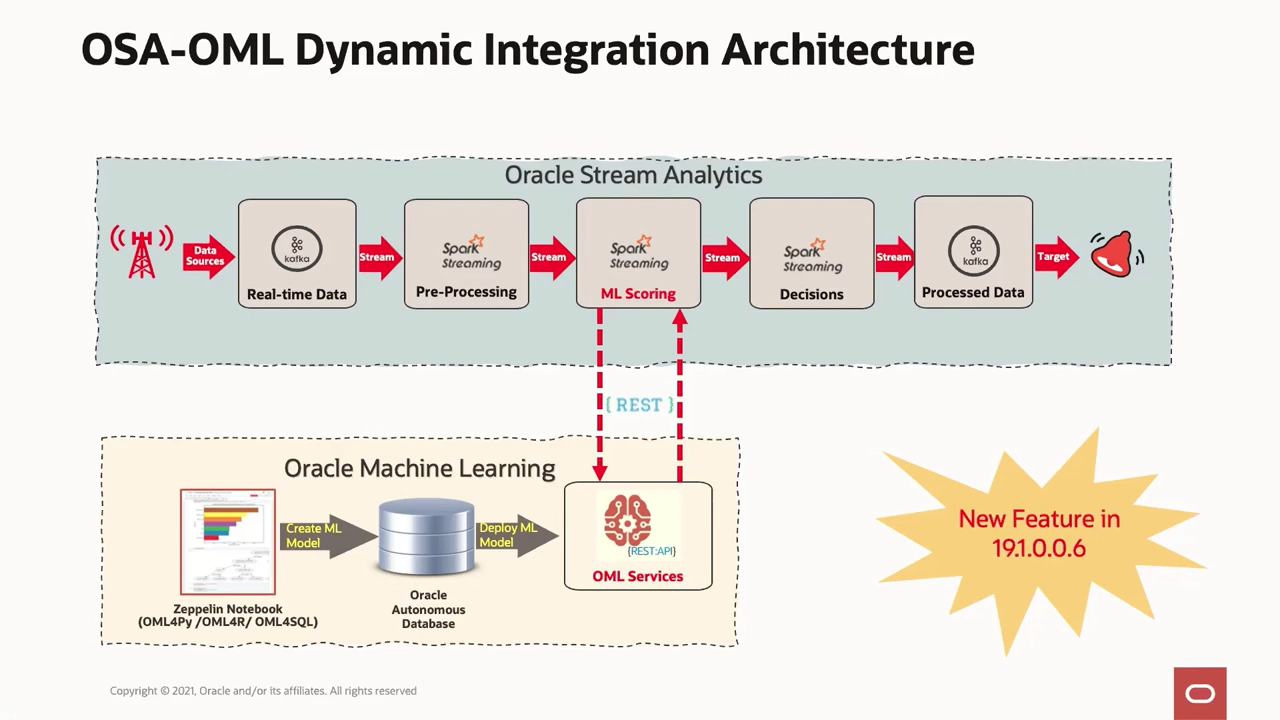 OSA-OML Dynamic Integration Architecture
Oracle Stream Analytics
Data
Sources
kafka
Real-time Data
Stream
Spark
Streaming
Pre-Processing
Stream
Spark
Streaming
ML Scoring
Stream
Spark
Streaming
Decisions
Stream
kafka
Processed Data
Target
{ REST }
Oracle Machine Learning
Create ML
Model
Deploy ML
Model
{REST:API}
OML Services
Zeppelin Notebook
(OML4Py /OML4R/ OML4SQL)
Oracle
Autonomous
Database
New Feature in
19.1.0.0.6
Copyright © 2021, Oracle and/or its affiliates. All rights reserved